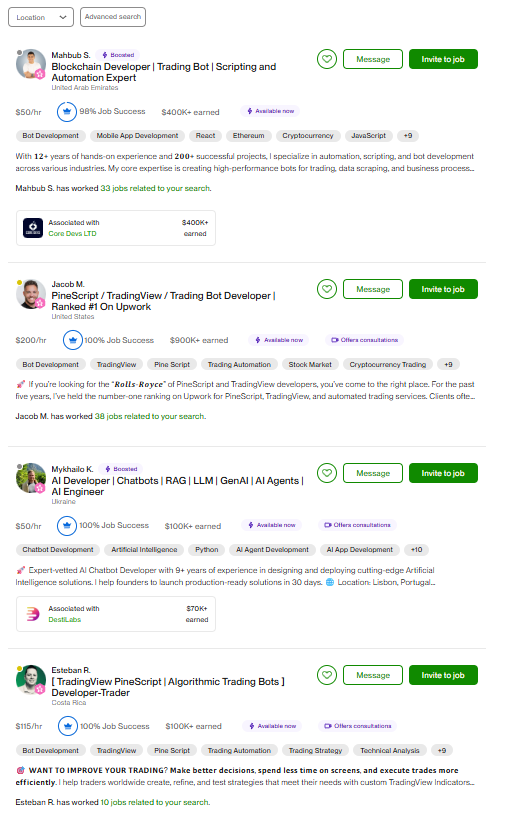 Location
Advanced search
Mahbub S.
Boosted
Blockchain Developer | Trading Bot | Scripting and
Automation Expert
United Arab Emirates
Message
Invite to job
$50/hr
98% Job Success
$400K+ earned
Available now
Bot Development
Mobile App Development
React
Ethereum
Cryptocurrency
JavaScript
+9
With 12+ years of hands-on experience and 200+ successful projects, I specialize in automation, scripting, and bot development
across various industries. My core expertise is creating high-performance bots for trading, data scraping, and business process...
Mahbub S. has worked 33 jobs related to your search.
Associated with
Core Devs LTD
$400K+
earned
Jacob M.
PineScript / TradingView / Trading Bot Developer |
Ranked #1 On Upwork
United States
Message
Invite to job
$200/hr
100% Job Success
$900K+ earned
Available now
Offers consultations
Bot Development
TradingView
Pine Script
Trading Automation
Stock Market
Cryptocurrency Trading
+9
🚀 If you're looking for the “Rolls-Royce” of PineScript and TradingView developers, you've come to the right place. For the past
five years, I've held the number-one ranking on Upwork for PineScript, TradingView, and automated trading services. Clients ofte...
Jacob M. has worked 38 jobs related to your search.
Mykhailo K.
Boosted
AI Developer | Chatbots | RAG | LLM | GenAI | AI Agents |
AI Engineer
Ukraine
Message
Invite to job
$50/hr
100% Job Success
$100K+ earned
Available now
Offers consultations
Chatbot Development
Artificial Intelligence
Python
AI Agent Development
AI App Development
+10
🚀 Expert-vetted AI Chatbot Developer with 9+ years of experience in designing and deploying cutting-edge Artificial
Intelligence solutions. I help founders to launch production-ready solutions in 30 days. 🌐 Location: Lisbon, Portugal...
Associated with
DestiLabs
$70K+
earned
Esteban R.
[ TradingView PineScript | Algorithmic Trading Bots ]
Developer-Trader
Costa Rica
Message
Invite to job
$115/hr
100% Job Success
$100K+ earned
Available now
Offers consultations
Bot Development
TradingView
Pine Script
Trading Automation
Trading Strategy
Technical Analysis
+9
🎯 WANT TO IMPROVE YOUR TRADING? Make better decisions, spend less time on screens, and execute trades more
efficiently. I help traders worldwide create, refine, and test strategies that meet their needs with custom TradingView Indicators...
Esteban R. has worked 10 jobs related to your search.